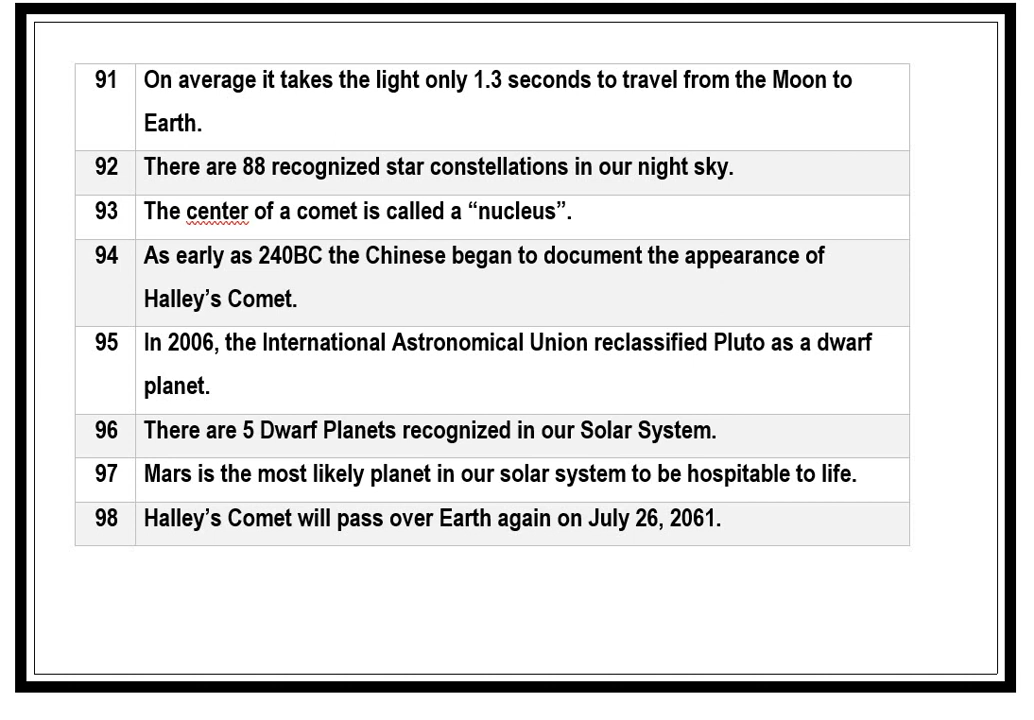 91 On average it takes the light only 1.3 seconds to travel from the Moon to
Earth.
92 There are 88 recognized star constellations in our night sky.
93 The center of a comet is called a “nucleus”.
94 As early as 240BC the Chinese began to document the appearance of
Halley’s Comet.
95 In 2006, the International Astronomical Union reclassified Pluto as a dwarf
planet.
96 There are 5 Dwarf Planets recognized in our Solar System.
97 Mars is the most likely planet in our solar system to be hospitable to life.
98 Halley’s Comet will pass over Earth again on July 26, 2061.